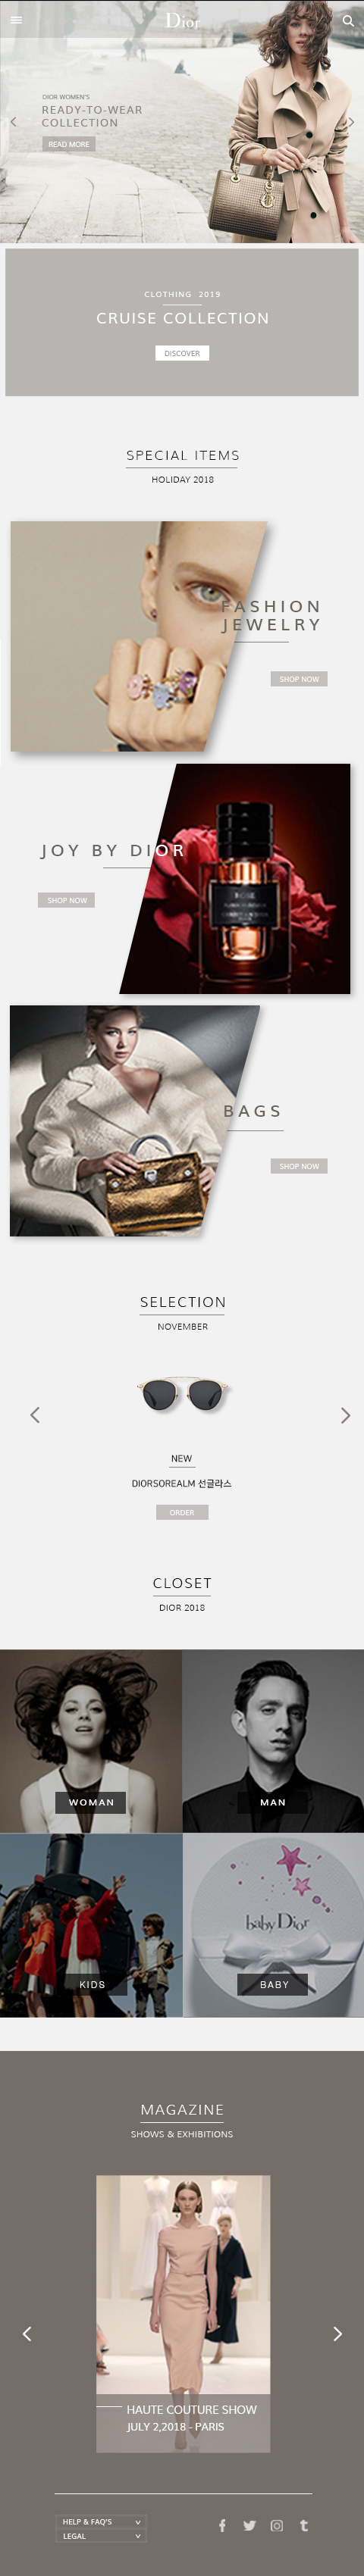 Dior
DIOR WOMEN'S
READY-TO-WEAR
COLLECTION
READ MORE
CLOTHING 2019
CRUISE COLLECTION
DISCOVER
SPECIAL ITEMS
HOLIDAY 2018
FASHION
JEWELRY
SHOP NOW
JOY BY DIOR
SHOP NOW
BAGS
SHOP NOW
SELECTION
NOVEMBER
NEW
DIORSOREALM 선글라스
ORDER
CLOSET
DIOR 2018
WOMAN
MAN
KIDS
baby Dior
BABY
MAGAZINE
SHOWS & EXHIBITIONS
HAUTE COUTURE SHOW
JULY 2,2018 - PARIS
HELP & FAQ'S
LEGAL